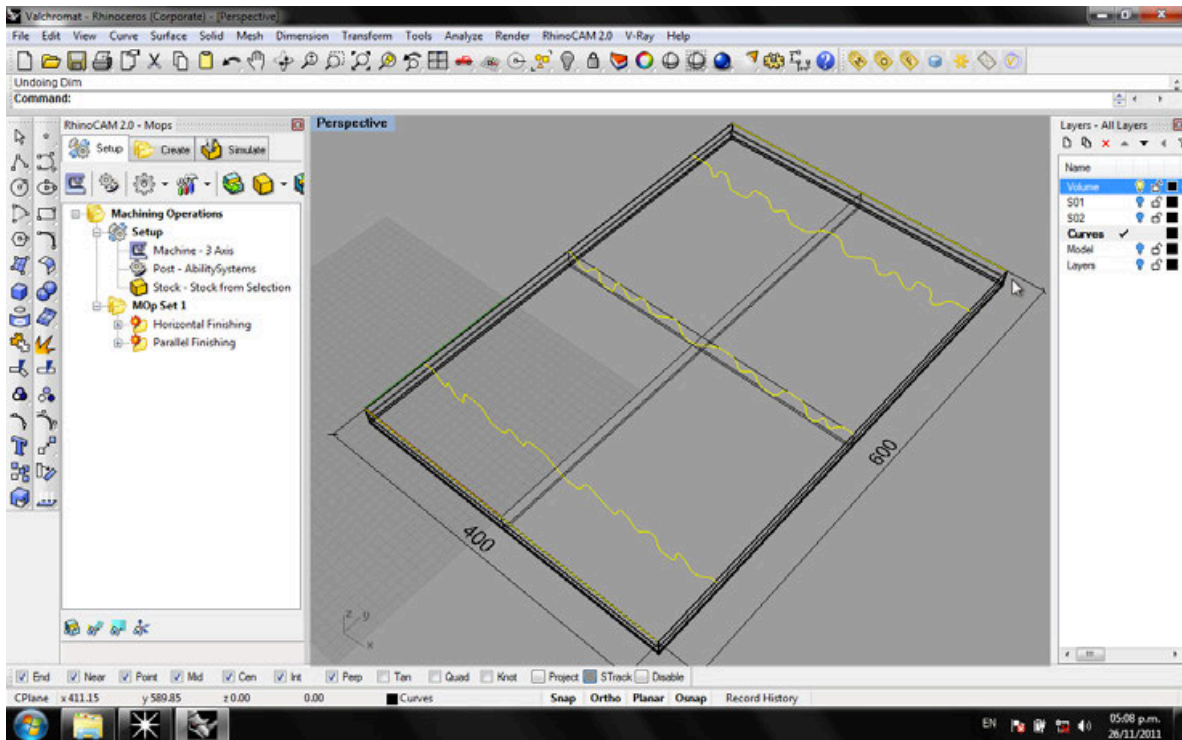 Valchromat - Rhinoceros (Corporate) - [Perspective]
File Edit View Curve Surface Solid Mesh Dimension Transform Tools Analyze Render RhinoCAM 2.0 V-Ray Help
Undoing Dim
Command:
RhinoCAM 2.0 - Mops
Setup Create Simulate
Machining Operations
Setup
Machine - 3 Axis
Post - AbilitySystems
Stock - Stock from Selection
MOp Set 1
Horizontal Finishing
Parallel Finishing
Perspective
600
400
z y
x
Layers - All Layers
Name
Volume
S01
S02
Curves
Model
Layers
End Near Point Mid Cen Int Perp Tan Quad Knot Project STrack Disable
CPlane x 411.15 y 589.85 z 0.00 0.00 Curves Snap Ortho Planar Osnap Record History
EN 05:08 p.m.
26/11/2011